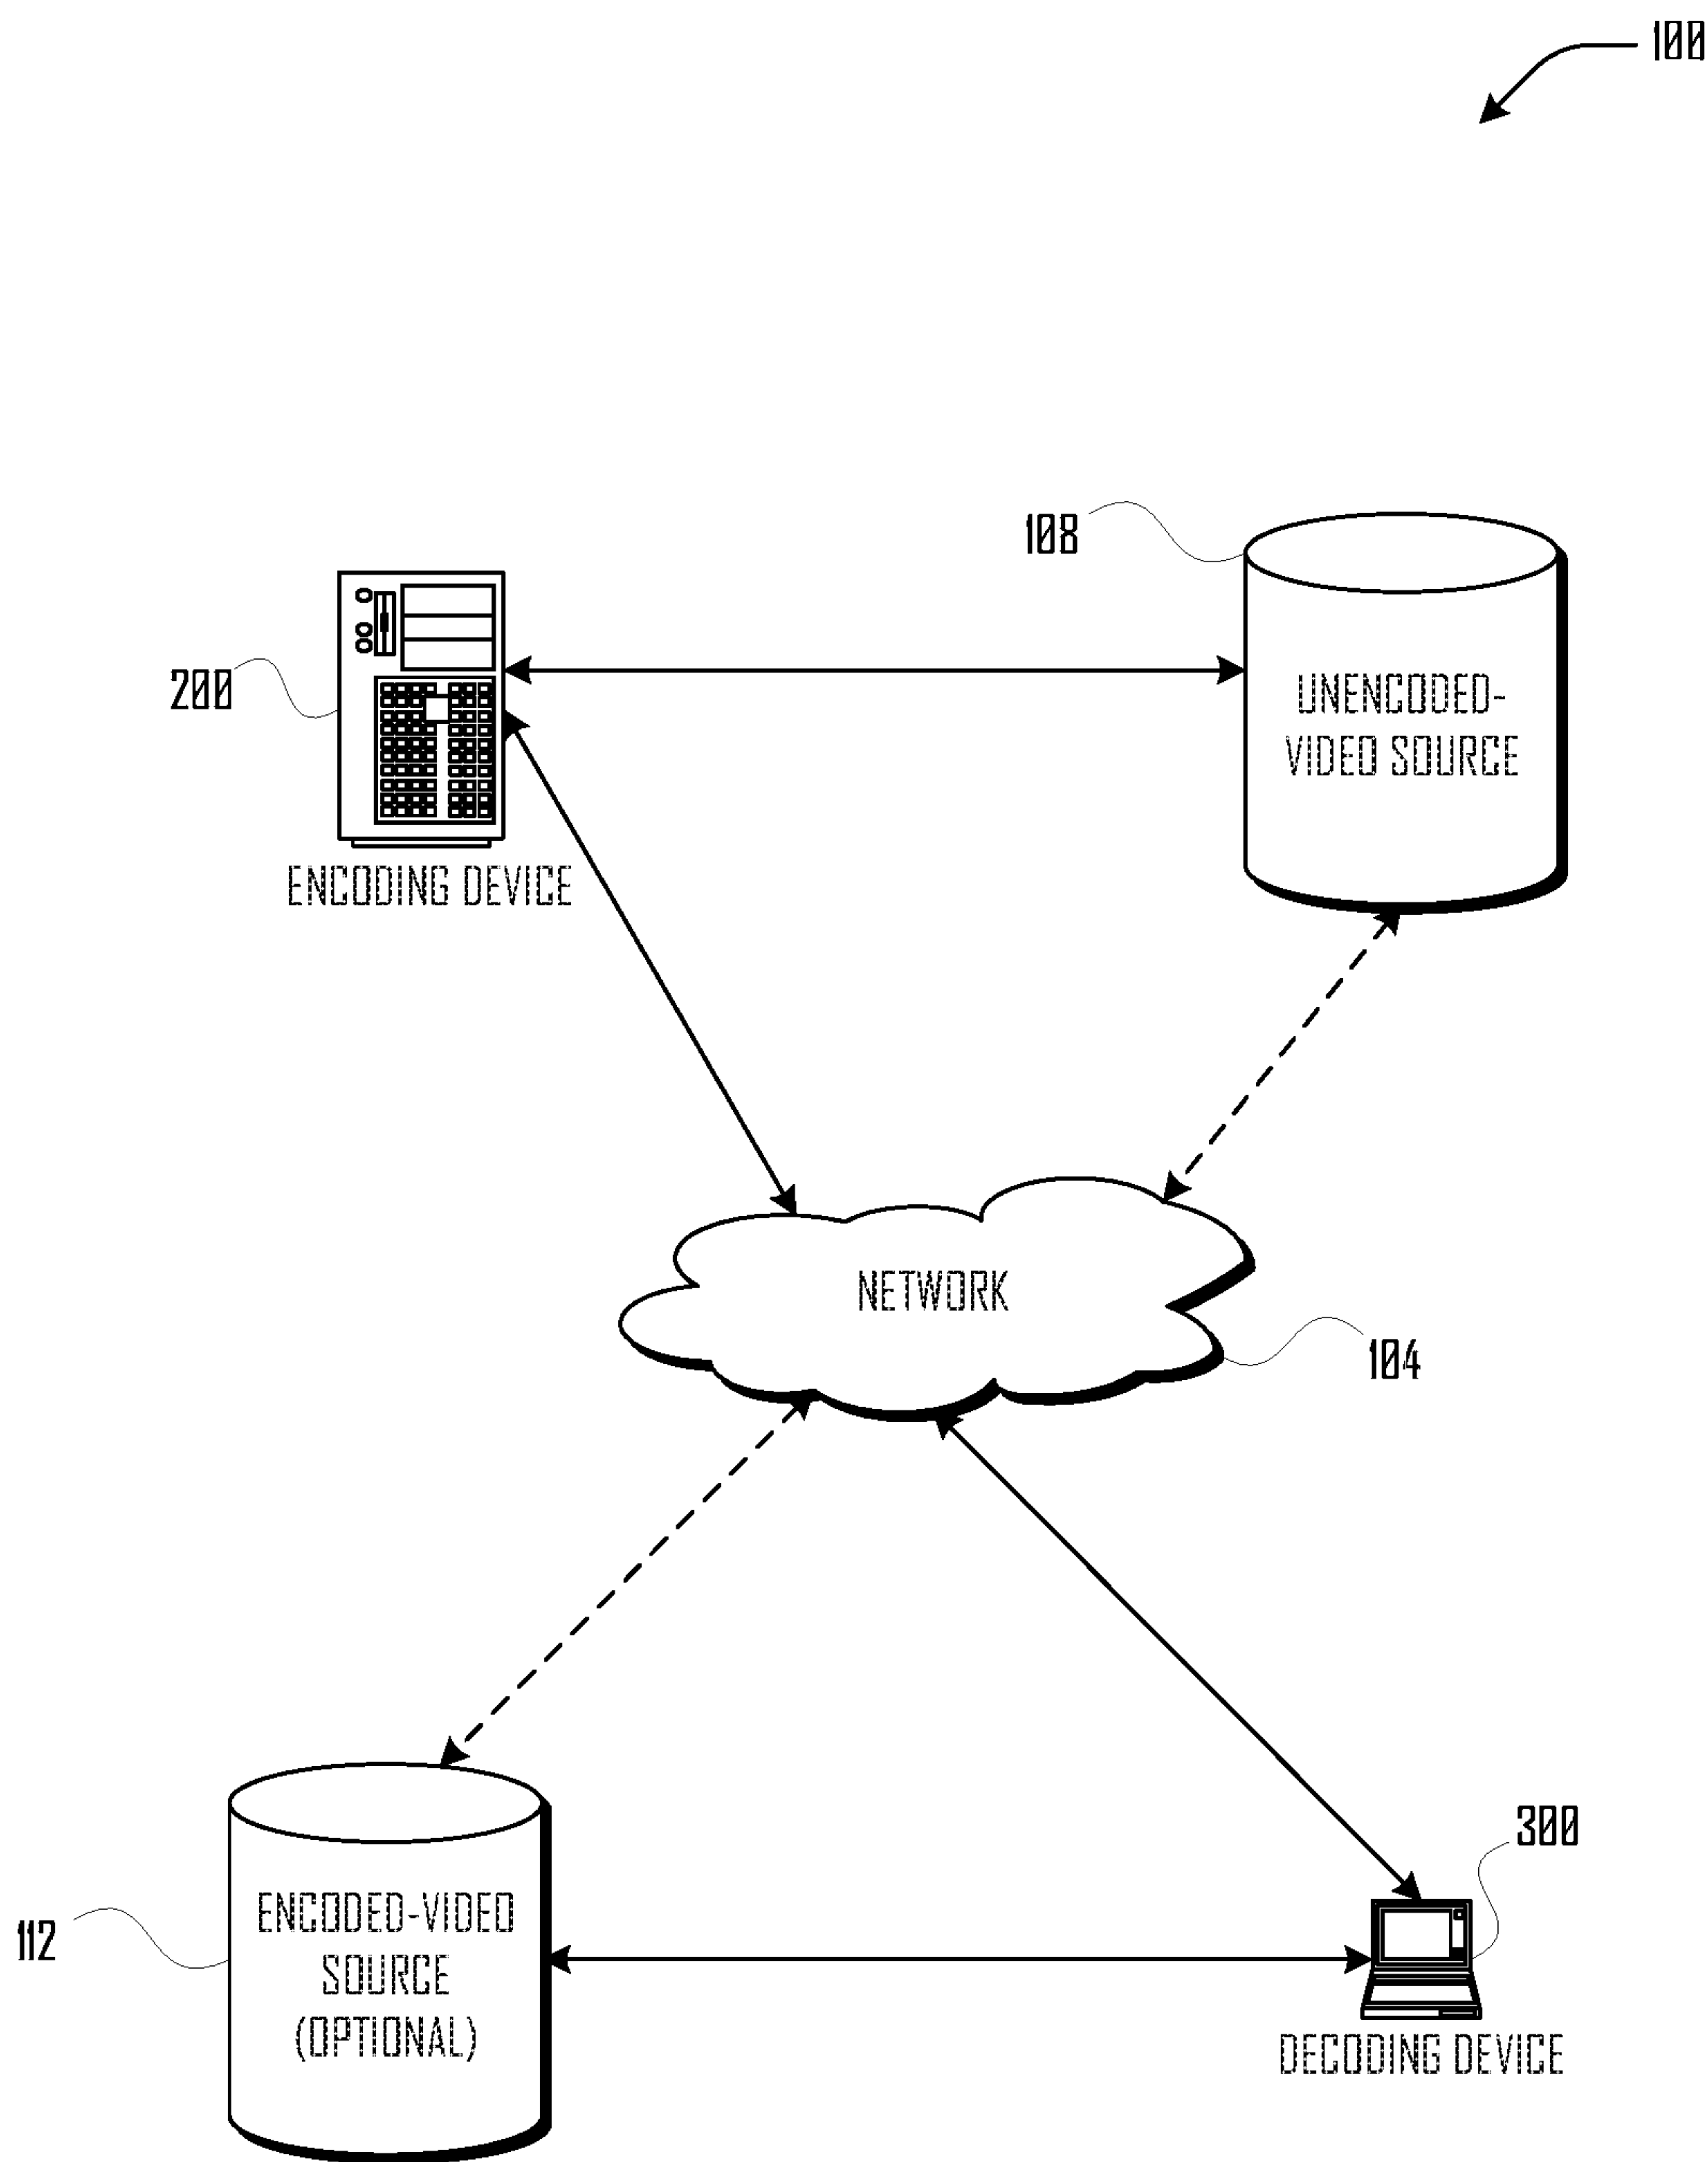 100
108
200
UNENCODED-
VIDEO SOURCE
ENCODING DEVICE
NETWORK
104
300
112
ENCODED-VIDEO
SOURCE
(OPTIONAL)
DECODING DEVICE